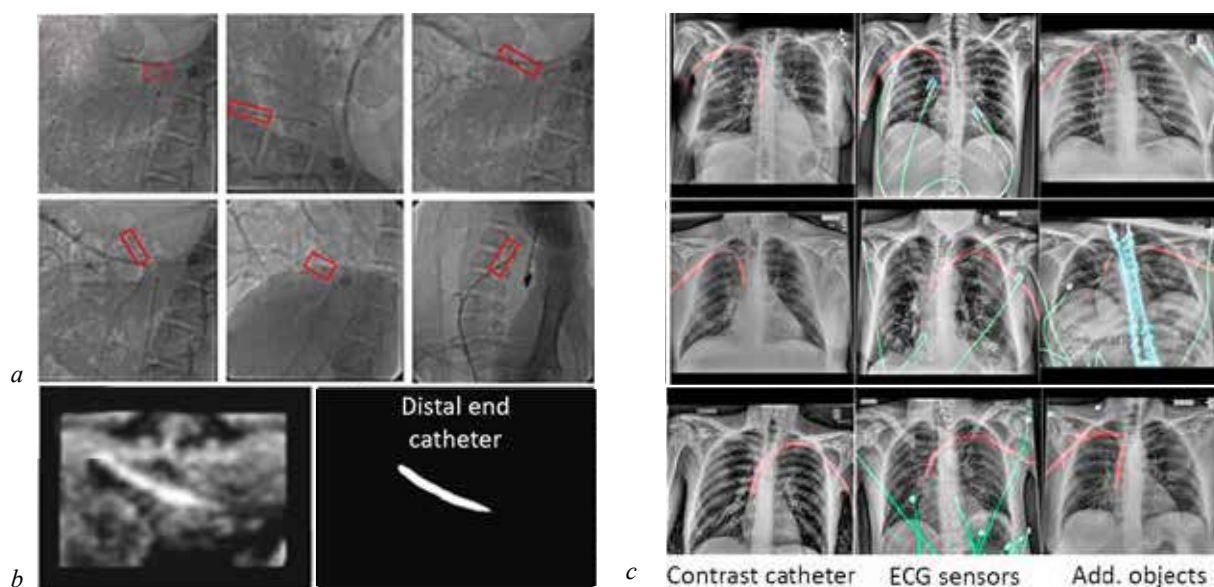 a
Distal end
catheter
b
c
Contrast catheter
ECG sensors
Add. objects